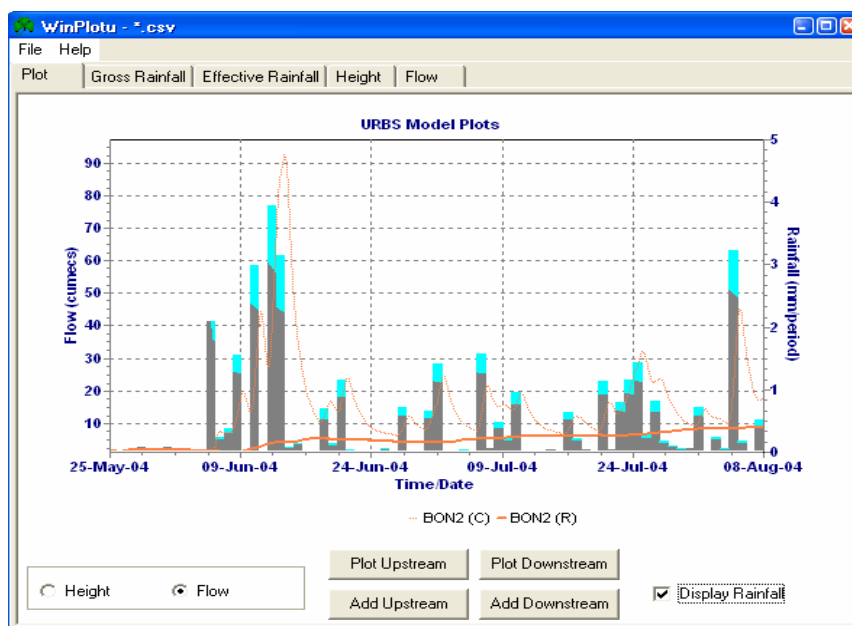 WinPlotu - *.csv
File Help
Plot Gross Rainfall Effective Rainfall Height Flow
URBS Model Plots
Flow (cumecs)
90
80
70
60
50
40
30
20
10
Rainfall (mm/period)
5
4
3
2
1
0
25-May-04 09-Jun-04 24-Jun-04 09-Jul-04 24-Jul-04 08-Aug-04
Time/Date
BON2 (C) BON2 (R)
Height Flow
Plot Upstream Plot Downstream
Add Upstream Add Downstream
Display Rainfall